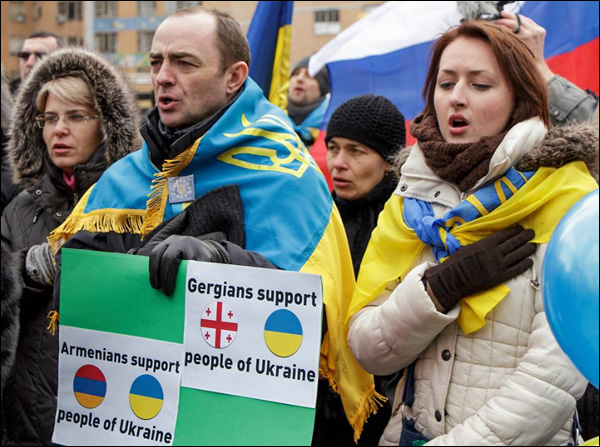 Gergians support
people of Ukraine
Armenians support
people of Ukraine